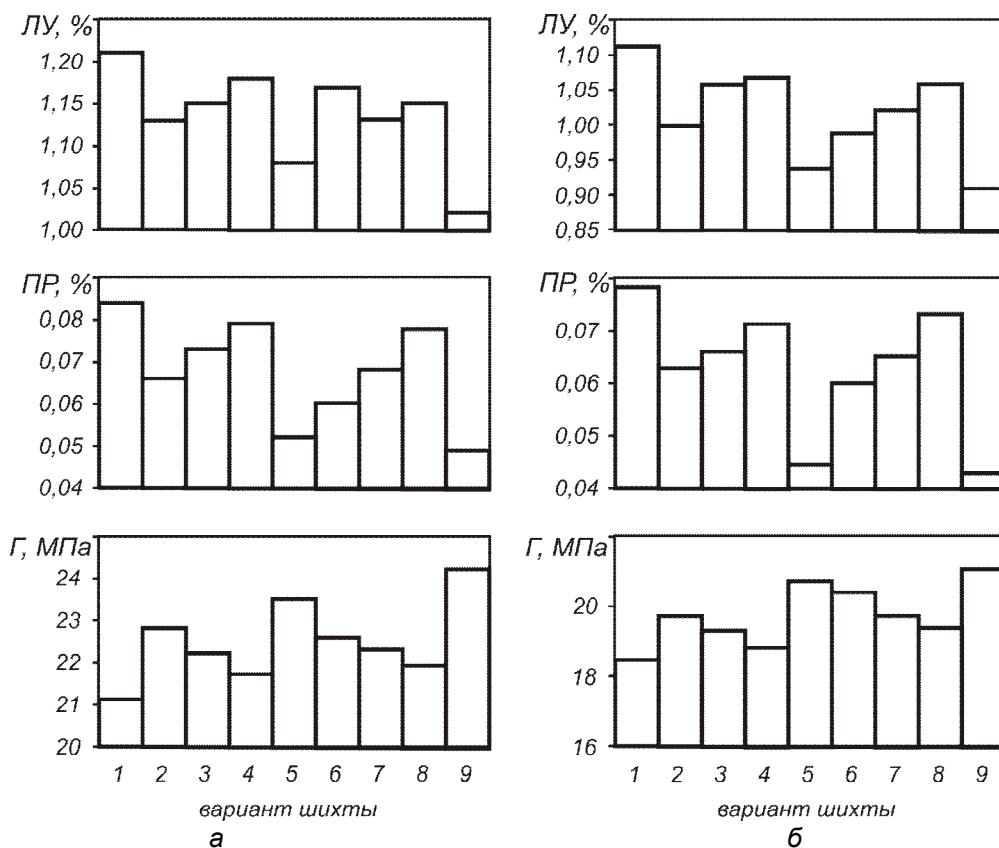 ЛУ, %
1,20
1,15
1,10
1,05
1,00
ПР, %
0,08
0,07
0,06
0,05
0,04
Г, МПа
24
23
22
21
20
1 2 3 4 5 6 7 8 9
вариант шихты
а
ЛУ, %
1,10
1,05
1,00
0,95
0,90
0,85
ПР, %
0,07
0,06
0,05
0,04
Г, МПа
20
18
16
1 2 3 4 5 6 7 8 9
вариант шихты
б